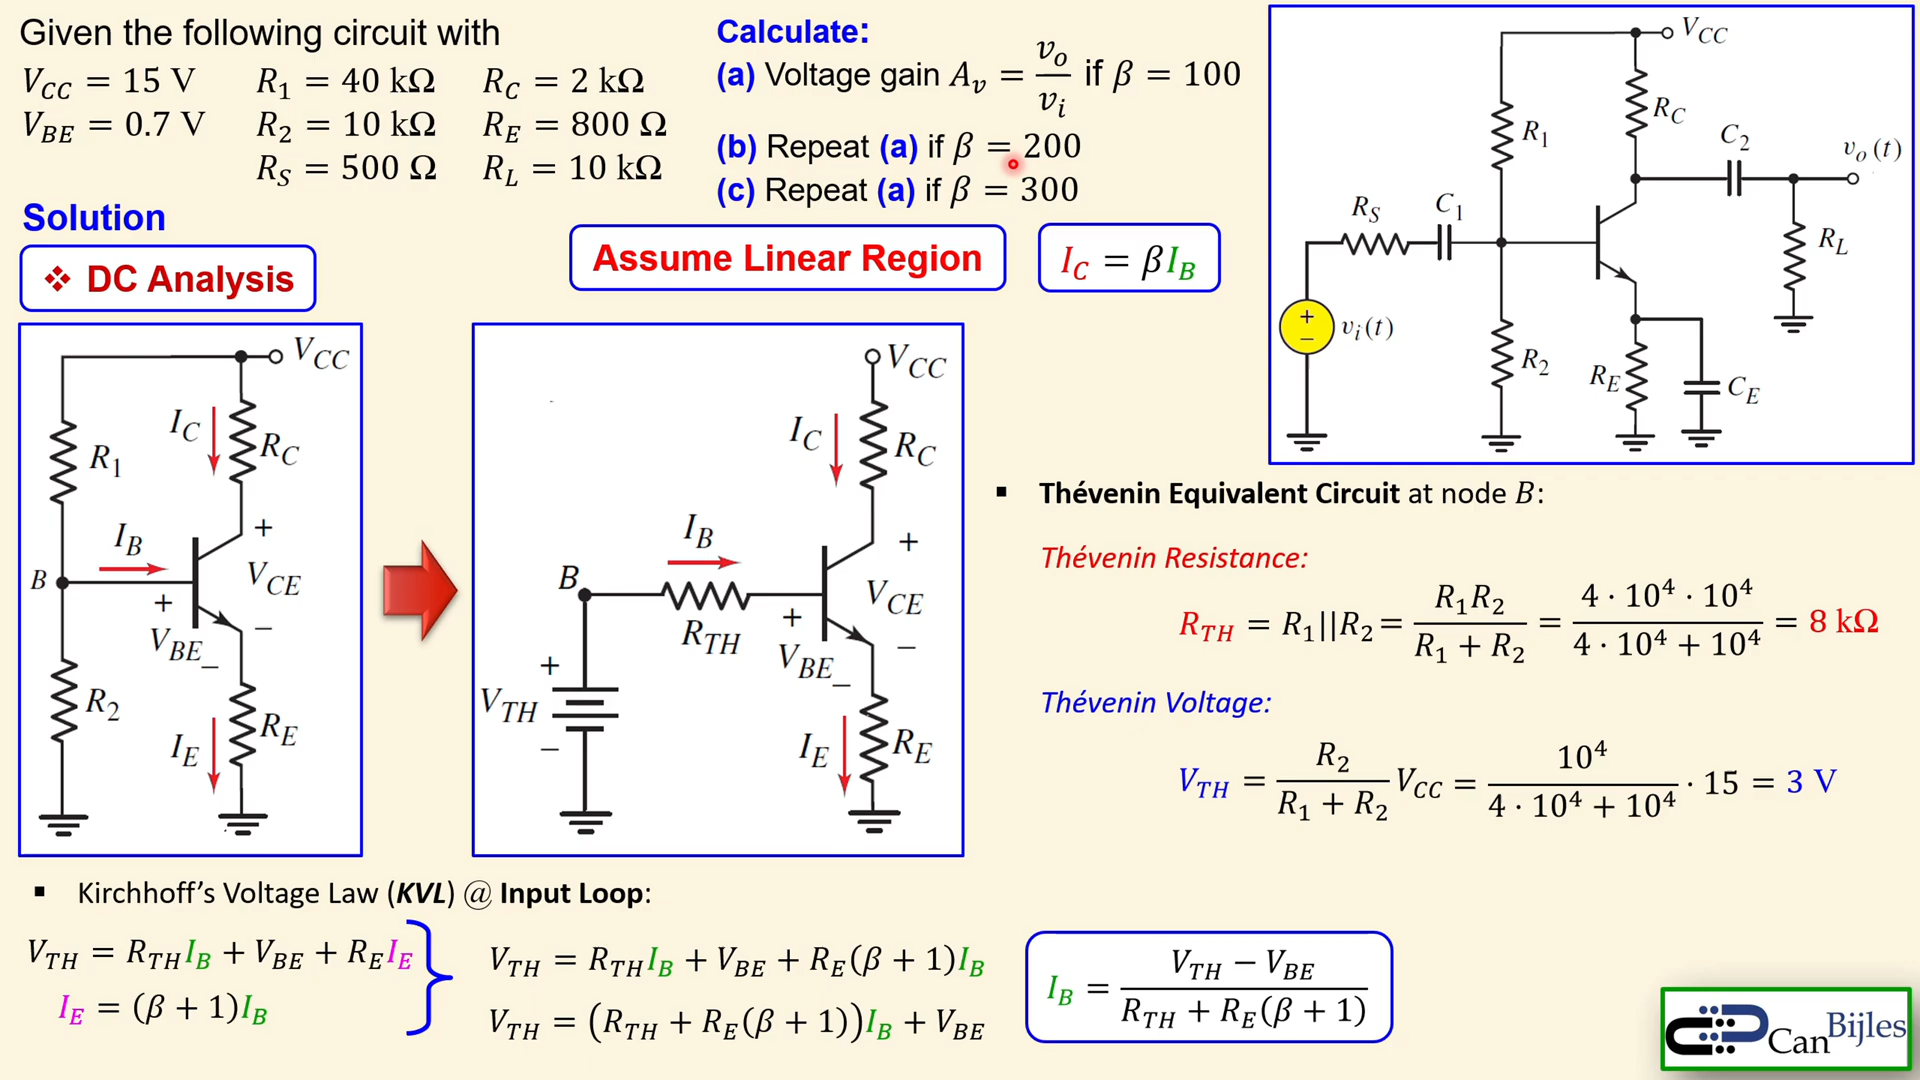 Given the following circuit with
V_CC = 15 V R_1 = 40 kΩ R_C = 2 kΩ
V_BE = 0.7 V R_2 = 10 kΩ R_E = 800 Ω
R_S = 500 Ω R_L = 10 kΩ
Calculate:
(a) Voltage gain A_v = v_o / v_i if β = 100
(b) Repeat (a) if β = 200
(c) Repeat (a) if β = 300
V_CC
R_C
R_1
C_2
v_o (t)
R_S
C_1
R_L
+
−
v_i(t)
R_2
R_E
C_E
Solution
❖ DC Analysis
Assume Linear Region
I_C = βI_B
V_CC
I_C
R_C
R_1
+
I_B
B
V_CE
+
V_BE
−
−
R_2
I_E
R_E
V_CC
I_C
R_C
I_B
+
B
V_CE
R_TH
+
V_BE
−
−
+
V_TH
−
I_E
R_E
▪ Thévenin Equivalent Circuit at node B:
Thévenin Resistance:
R_TH = R_1||R_2 = R_1R_2 / (R_1 + R_2) = 4 · 10^4 · 10^4 / (4 · 10^4 + 10^4) = 8 kΩ
Thévenin Voltage:
V_TH = R_2 / (R_1 + R_2) V_CC = 10^4 / (4 · 10^4 + 10^4) · 15 = 3 V
▪ Kirchhoff's Voltage Law (KVL) @ Input Loop:
V_TH = R_TH I_B + V_BE + R_E I_E
I_E = (β + 1)I_B
V_TH = R_TH I_B + V_BE + R_E(β + 1)I_B
V_TH = (R_TH + R_E(β + 1))I_B + V_BE
I_B = (V_TH − V_BE) / (R_TH + R_E(β + 1))
CanBijles